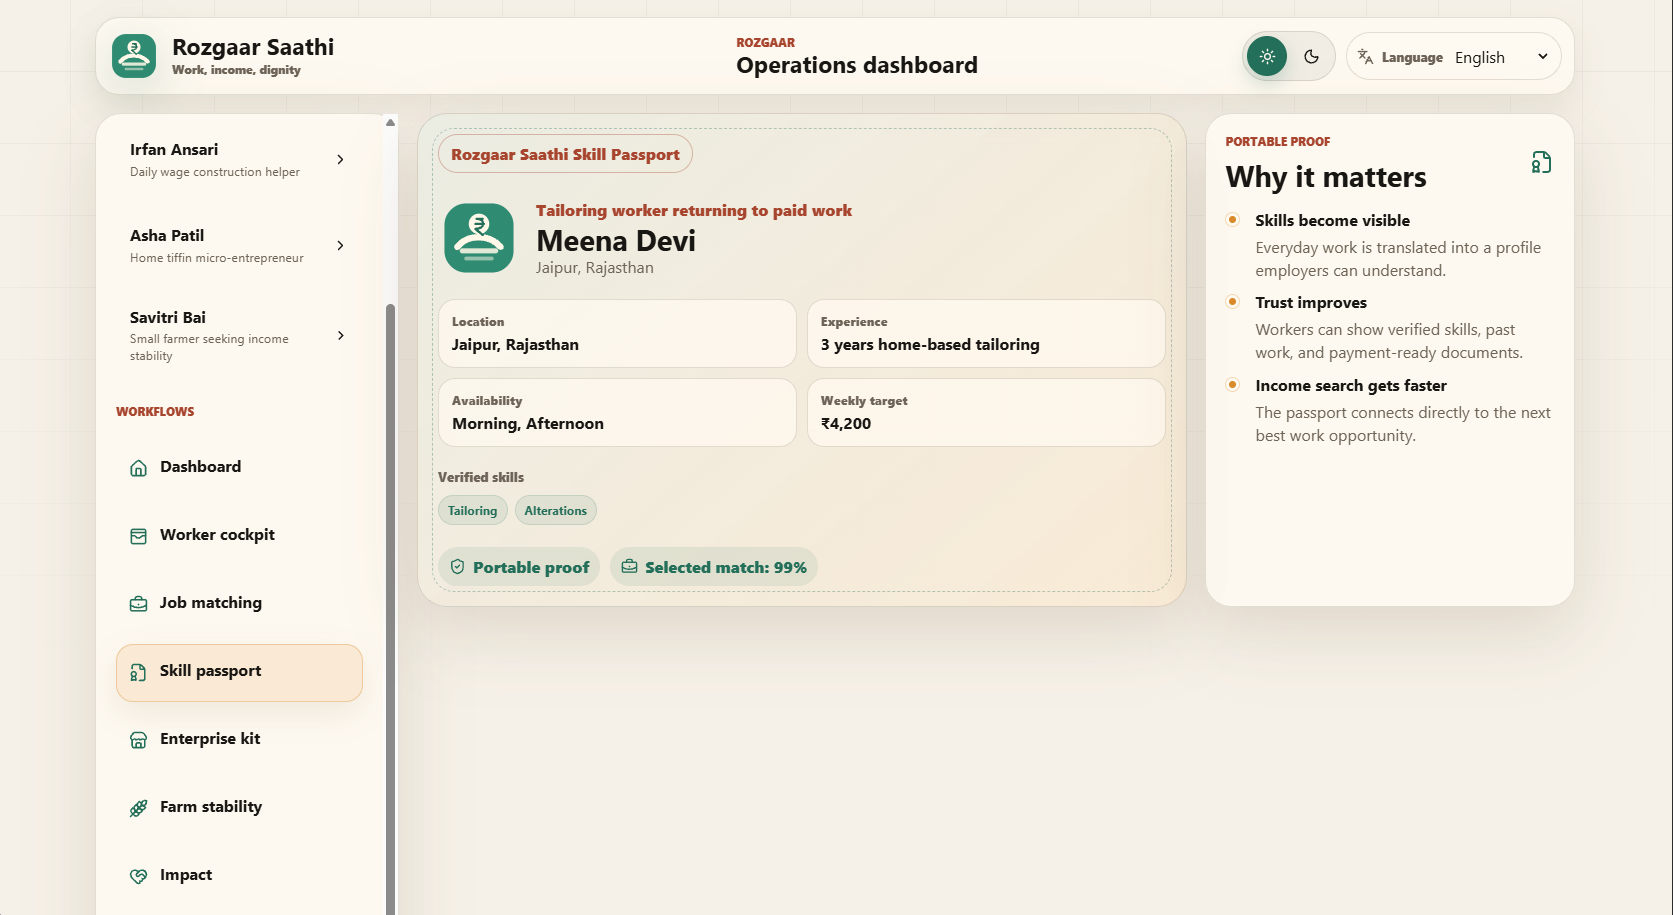 Rozgaar Saathi
Work, income, dignity
ROZGAAR
Operations dashboard
Language
English
Irfan Ansari
Daily wage construction helper
Asha Patil
Home tiffin micro-entrepreneur
Savitri Bai
Small farmer seeking income
stability
WORKFLOWS
Dashboard
Worker cockpit
Job matching
Skill passport
Enterprise kit
Farm stability
Impact
Rozgaar Saathi Skill Passport
Tailoring worker returning to paid work
Meena Devi
Jaipur, Rajasthan
Location
Jaipur, Rajasthan
Experience
3 years home-based tailoring
Availability
Morning, Afternoon
Weekly target
₹4,200
Verified skills
Tailoring
Alterations
Portable proof
Selected match: 99%
PORTABLE PROOF
Why it matters
Skills become visible
Everyday work is translated into a profile
employers can understand.
Trust improves
Workers can show verified skills, past
work, and payment-ready documents.
Income search gets faster
The passport connects directly to the next
best work opportunity.